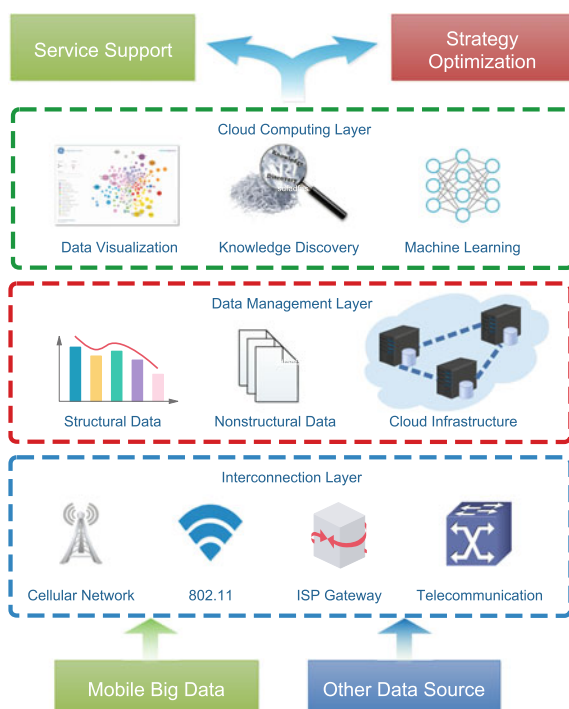 Service Support
Strategy
Optimization
Cloud Computing Layer
Data Visualization
Knowledge Discovery
Machine Learning
Data Management Layer
Structural Data
Nonstructural Data
Cloud Infrastructure
Interconnection Layer
Cellular Network
802.11
ISP Gateway
Telecommunication
Mobile Big Data
Other Data Source